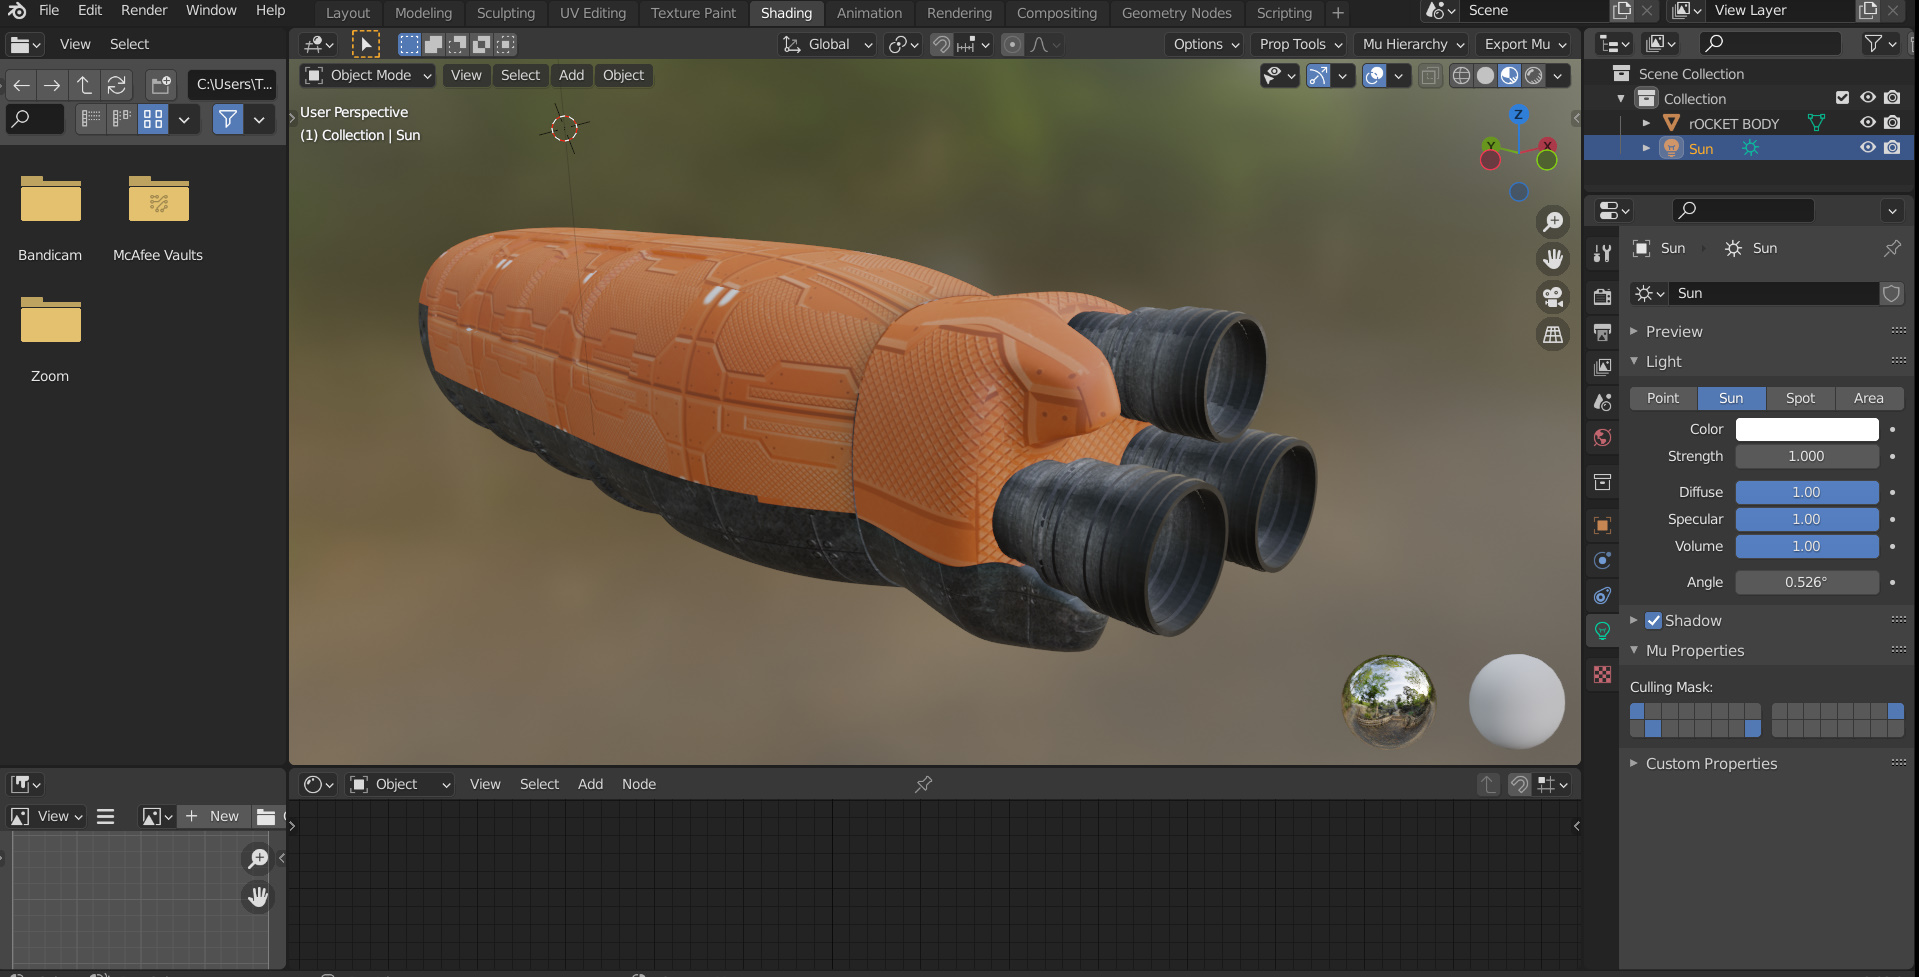 File Edit Render Window Help Layout Modeling Sculpting UV Editing Texture Paint Shading Animation Rendering Compositing Geometry Nodes Scripting + Scene View Layer
View Select
Global Options Prop Tools Mu Hierarchy Export Mu
C:\Users\T...
Object Mode View Select Add Object
User Perspective
(1) Collection | Sun
Z
Y
X
Bandicam McAfee Vaults
Zoom
Scene Collection
Collection
rOCKET BODY
Sun
Sun Sun
Sun
Preview
Light
Point Sun Spot Area
Color
Strength 1.000
Diffuse 1.00
Specular 1.00
Volume 1.00
Angle 0.526°
Shadow
Mu Properties
Culling Mask:
Custom Properties
Object View Select Add Node
View + New